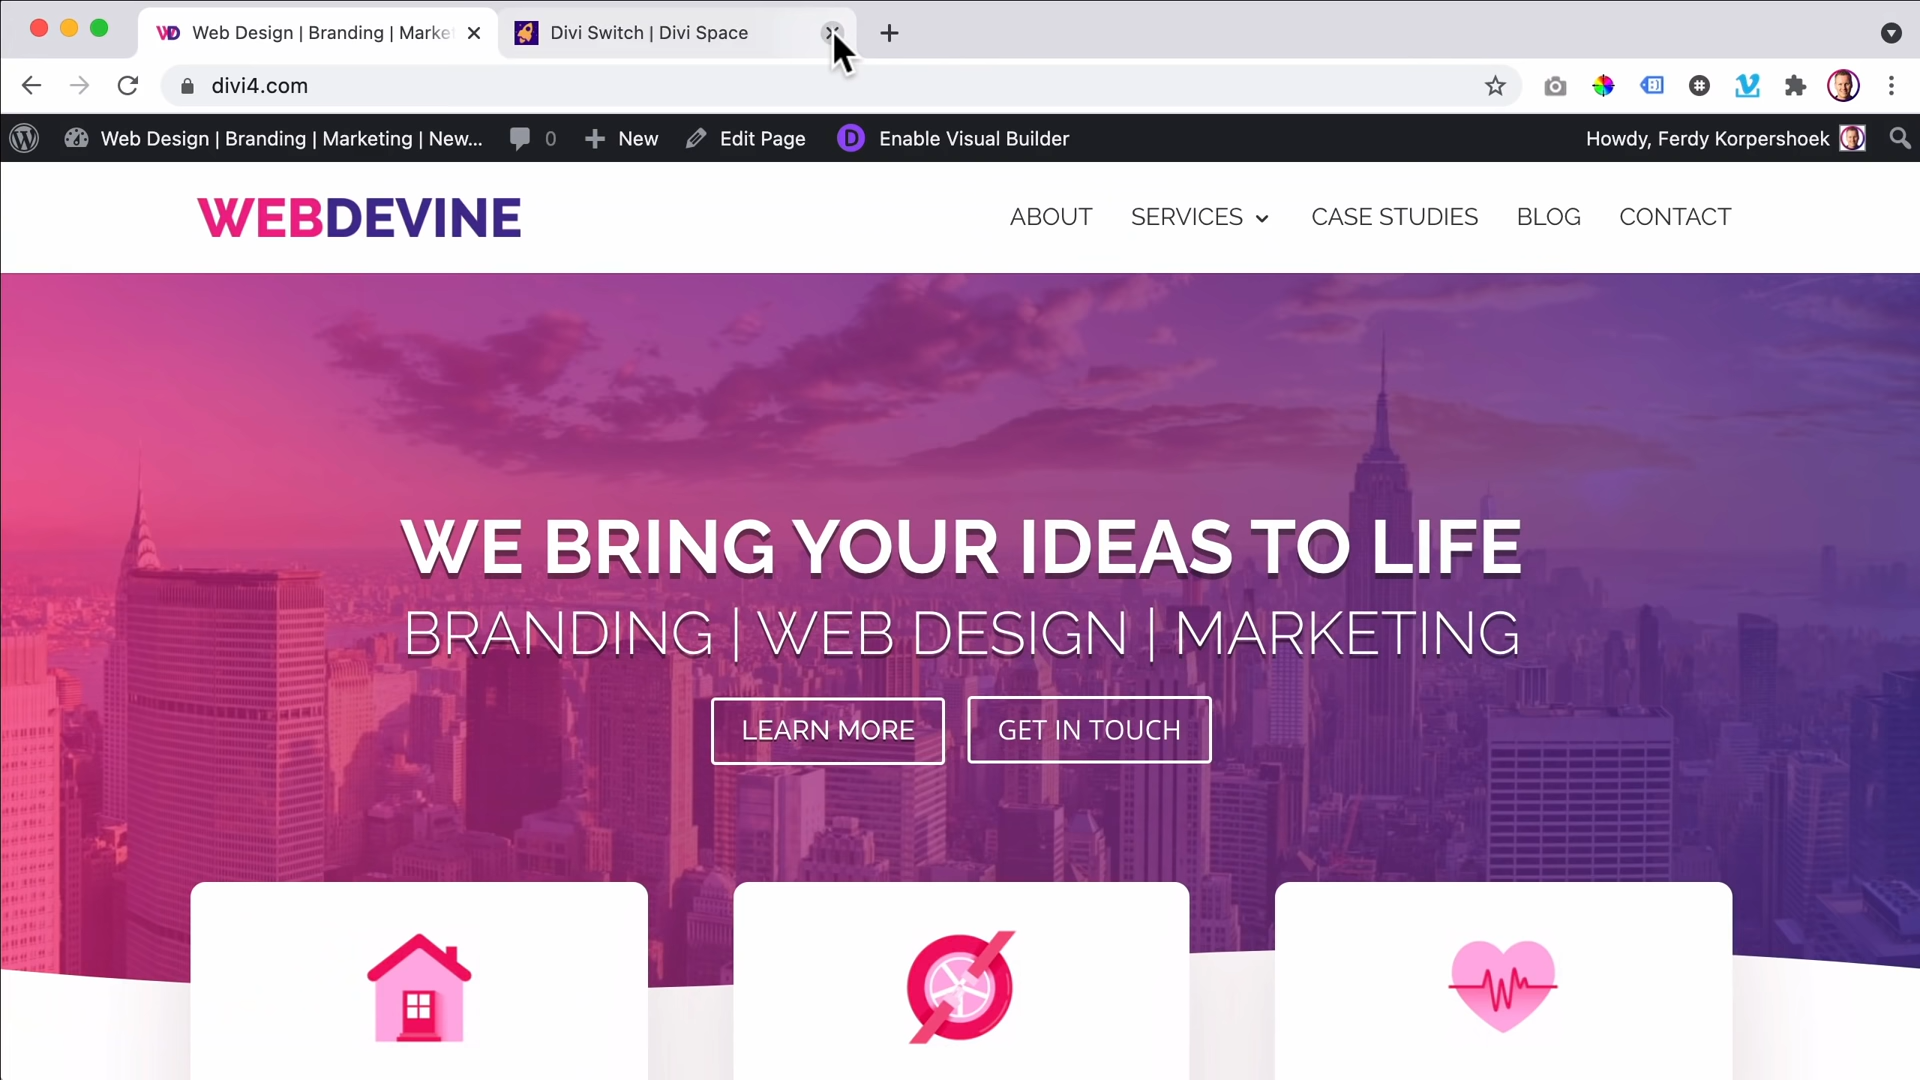 Web Design | Branding | Marke
Divi Switch | Divi Space
divi4.com
Web Design | Branding | Marketing | New...
0
New
Edit Page
D
Enable Visual Builder
Howdy, Ferdy Korpershoek
WEBDEVINE
ABOUT
SERVICES
CASE STUDIES
BLOG
CONTACT
WE BRING YOUR IDEAS TO LIFE
BRANDING | WEB DESIGN | MARKETING
LEARN MORE
GET IN TOUCH